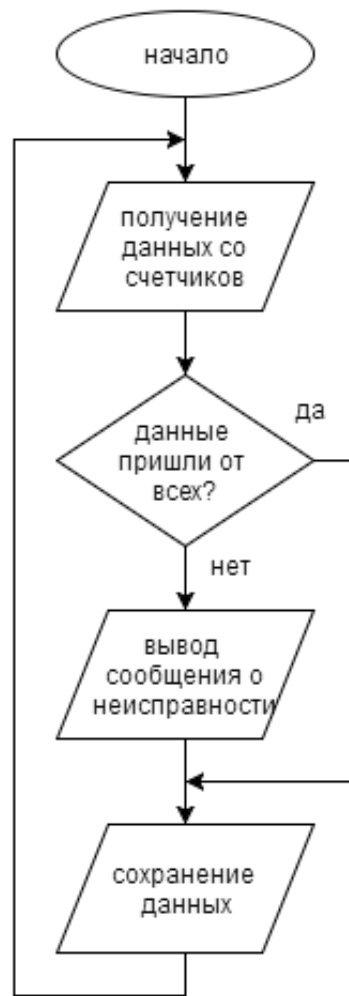 начало
получение
данных со
счетчиков
данные
пришли от
всех?
да
нет
вывод
сообщения о
неисправности
сохранение
данных